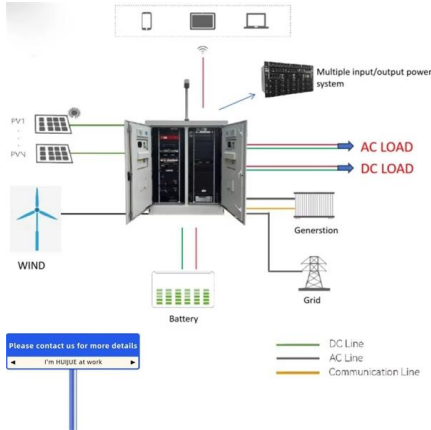 Multiple input/output power
system
PV1
PVN
AC LOAD
DC LOAD
WIND
Generstion
Grid
Battery
Please contact us for more details
I'm HUIJUE at work
DC Line
AC Line
Communication Line